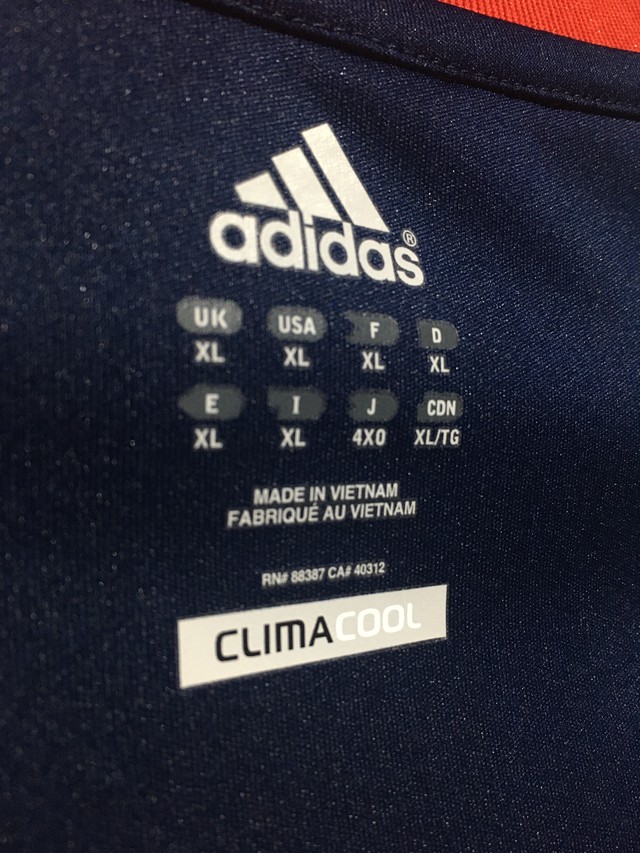 adidas®
UK USA F D
XL XL XL XL
E I J CDN
XL XL 4XO XL/TG
MADE IN VIETNAM
FABRIQUÉ AU VIETNAM
RN# 88387 CA# 40312
CLIMACOOL